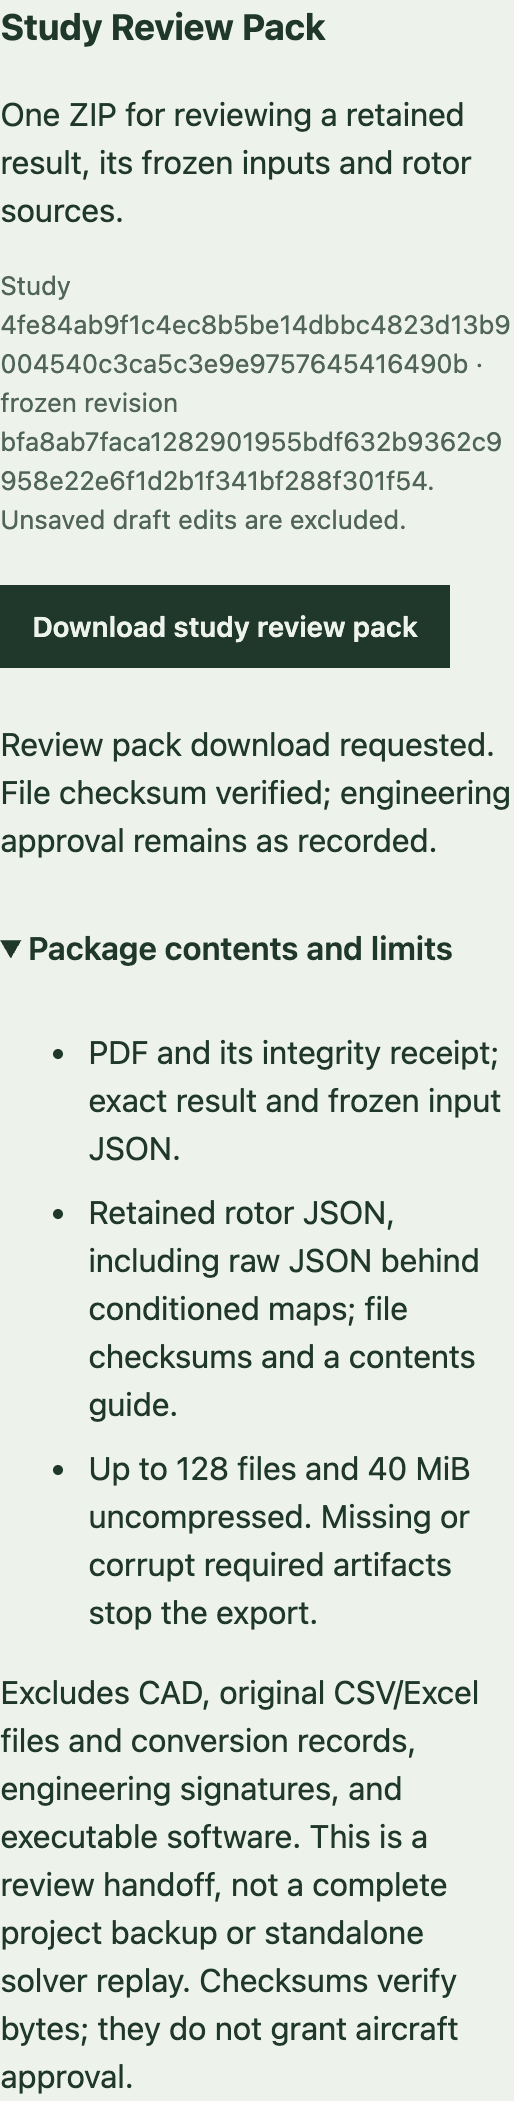 Study Review Pack
One ZIP for reviewing a retained
result, its frozen inputs and rotor
sources.
Study
4fe84ab9f1c4ec8b5be14dbbc4823d13b9
004540c3ca5c3e9e9757645416490b ·
frozen revision
bfa8ab7faca1282901955bdf632b9362c9
958e22e6f1d2b1f341bf288f301f54.
Unsaved draft edits are excluded.
Download study review pack
Review pack download requested.
File checksum verified; engineering
approval remains as recorded.
▼ Package contents and limits
• PDF and its integrity receipt;
exact result and frozen input
JSON.
• Retained rotor JSON,
including raw JSON behind
conditioned maps; file
checksums and a contents
guide.
• Up to 128 files and 40 MiB
uncompressed. Missing or
corrupt required artifacts
stop the export.
Excludes CAD, original CSV/Excel
files and conversion records,
engineering signatures, and
executable software. This is a
review handoff, not a complete
project backup or standalone
solver replay. Checksums verify
bytes; they do not grant aircraft
approval.